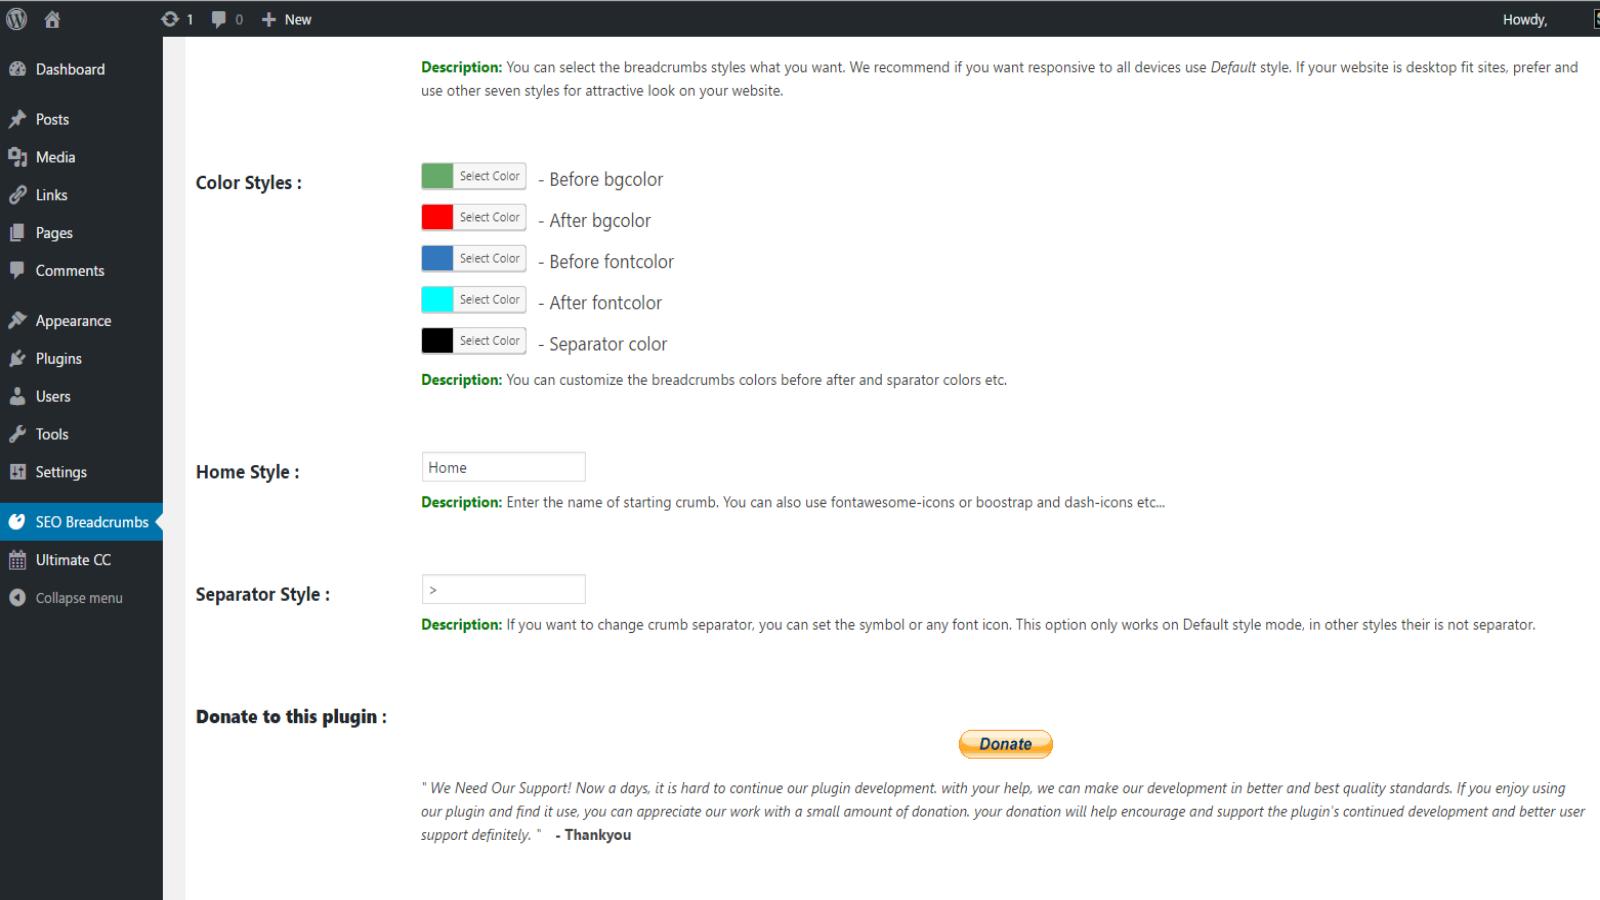 1 0 New Howdy,
Dashboard
Posts
Media
Links
Pages
Comments
Appearance
Plugins
Users
Tools
Settings
SEO Breadcrumbs
Ultimate CC
Collapse menu
Description: You can select the breadcrumbs styles what you want. We recommend if you want responsive to all devices use Default style. If your website is desktop fit sites, prefer and
use other seven styles for attractive look on your website.
Color Styles :
Select Color - Before bgcolor
Select Color - After bgcolor
Select Color - Before fontcolor
Select Color - After fontcolor
Select Color - Separator color
Description: You can customize the breadcrumbs colors before after and sparator colors etc.
Home Style :
Home
Description: Enter the name of starting crumb. You can also use fontawesome-icons or boostrap and dash-icons etc...
Separator Style :
>
Description: If you want to change crumb separator, you can set the symbol or any font icon. This option only works on Default style mode, in other styles their is not separator.
Donate to this plugin :
Donate
" We Need Our Support! Now a days, it is hard to continue our plugin development. with your help, we can make our development in better and best quality standards. If you enjoy using
our plugin and find it use, you can appreciate our work with a small amount of donation. your donation will help encourage and support the plugin's continued development and better user
support definitely. " - Thankyou